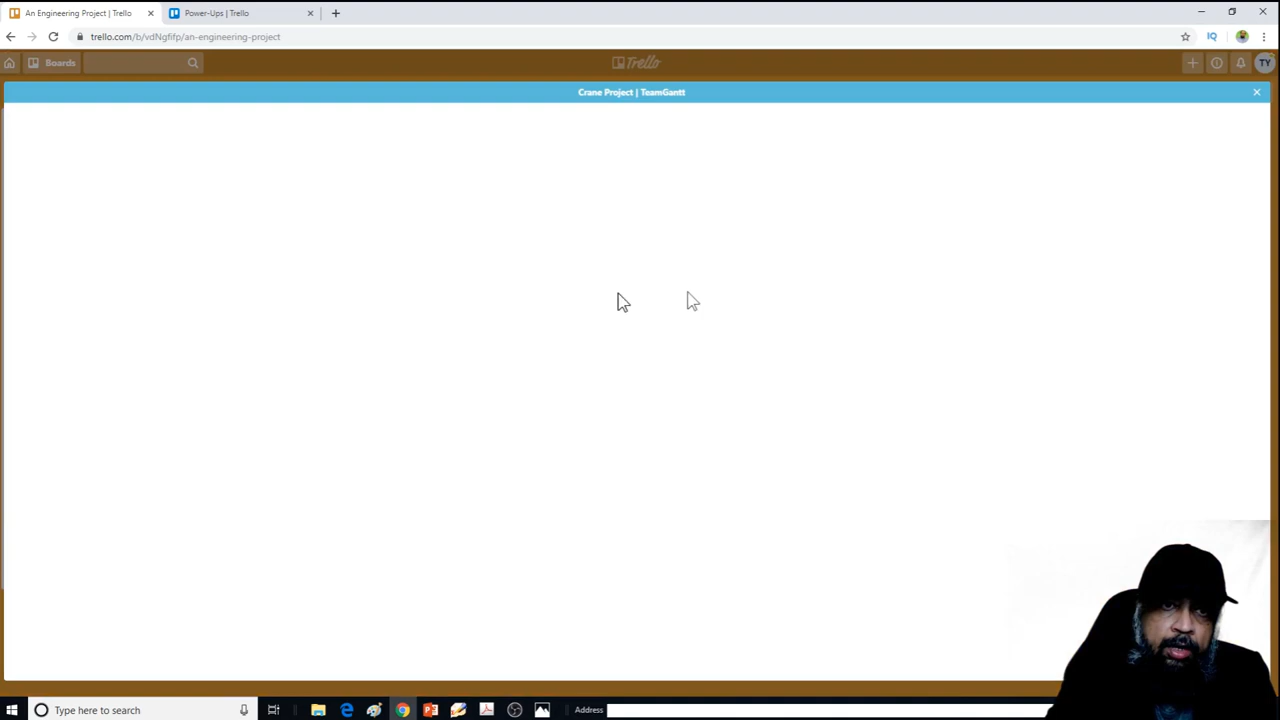 An Engineering Project | Trello
Power-Ups | Trello
trello.com/b/vdNgfifp/an-engineering-project
IQ
Boards
Trello
TY
Crane Project | TeamGantt
Type here to search
Address